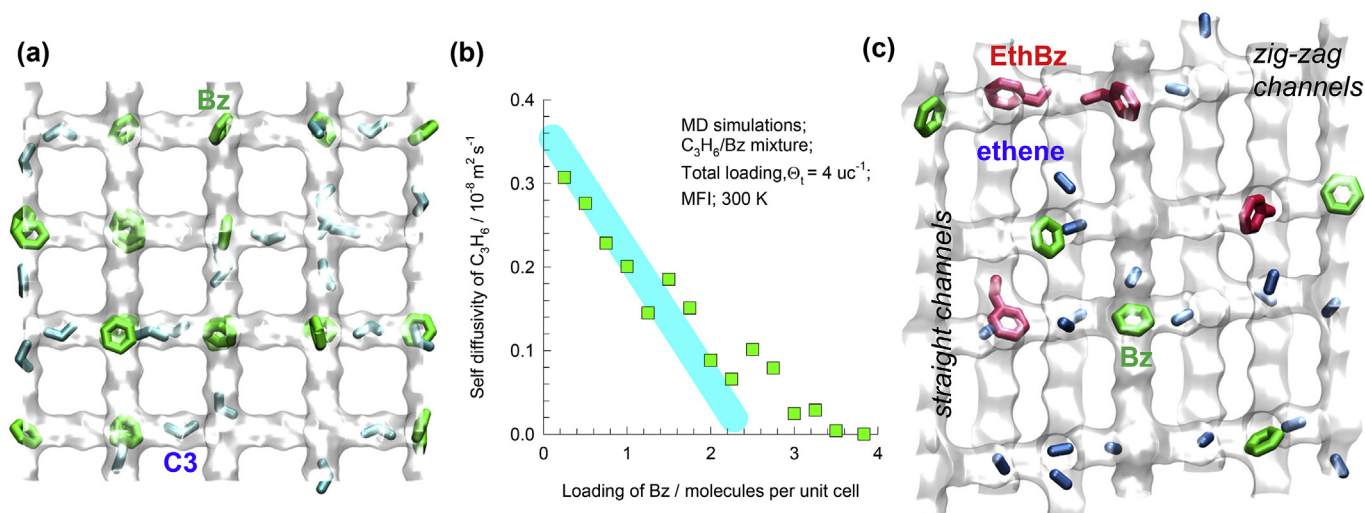 (a)
Bz
C3
(b)
0.4
0.3
0.2
0.1
0.0
0
1
2
3
4
Self diffusivity of C₃H₆ / 10⁻⁸ m² s⁻¹
Loading of Bz / molecules per unit cell
MD simulations;
C₃H₆/Bz mixture;
Total loading,Θₜ = 4 uc⁻¹;
MFI; 300 K
(c)
EthBz
zig-zag
channels
ethene
straight channels
Bz